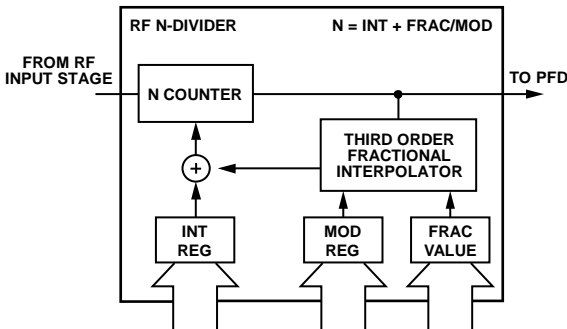 RF N-DIVIDER
N = INT + FRAC/MOD
FROM RF
INPUT STAGE
TO PFD
N COUNTER
THIRD ORDER
FRACTIONAL
INTERPOLATOR
+
INT
REG
MOD
REG
FRAC
VALUE